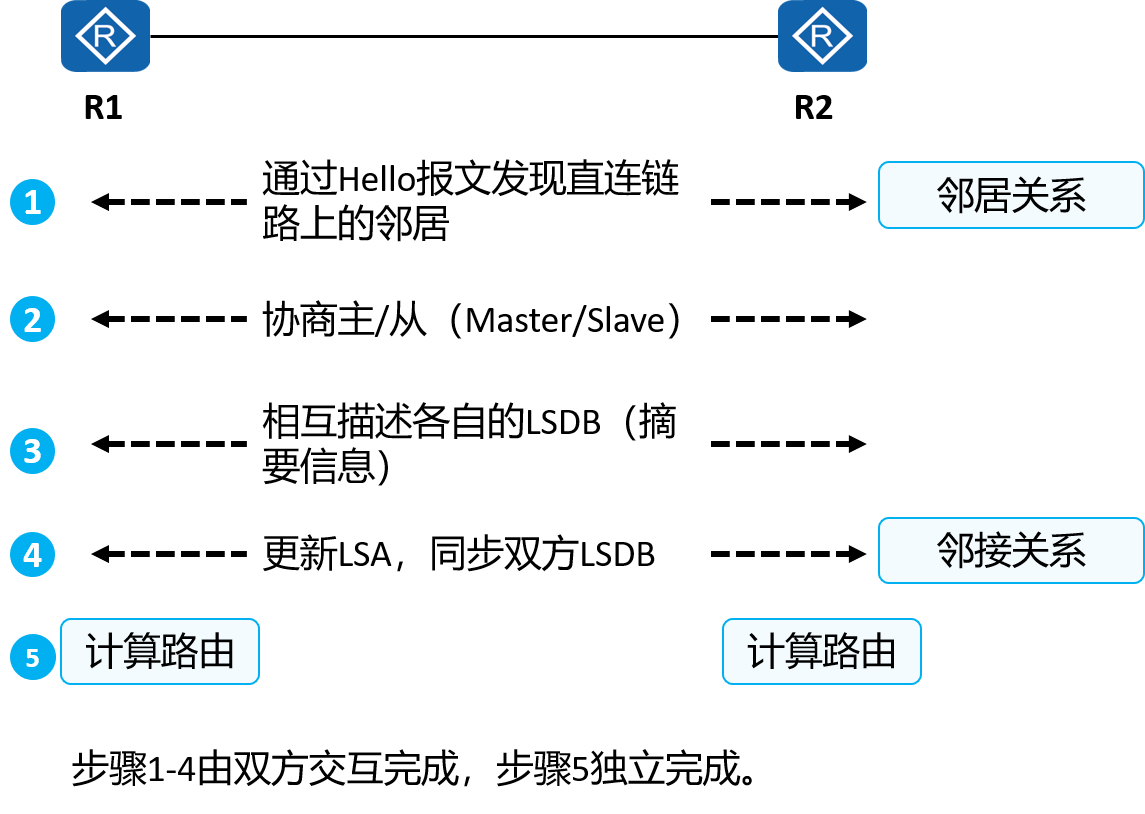 R R
R1 R2
1 通过Hello报文发现直连链
路上的邻居 邻居关系
2 协商主/从（Master/Slave）
3 相互描述各自的LSDB（摘
要信息）
4 更新LSA，同步双方LSDB 邻接关系
5 计算路由 计算路由
步骤1-4由双方交互完成，步骤5独立完成。